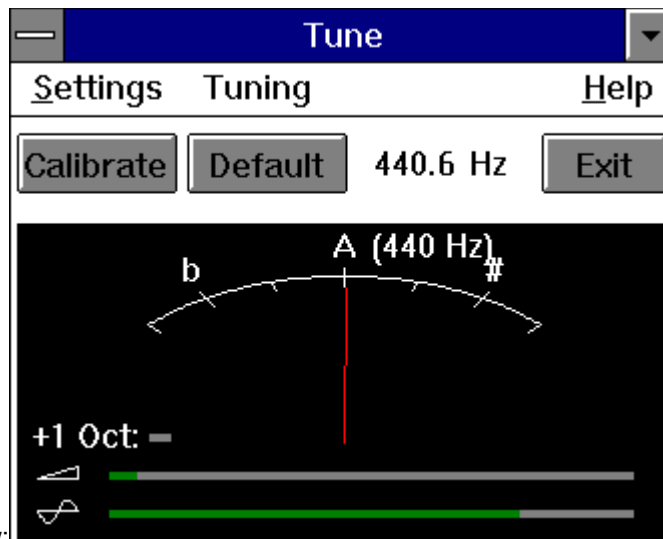 Tune
Settings Tuning Help
Calibrate Default 440.6 Hz Exit
A (440 Hz)
b #
+1 Oct: